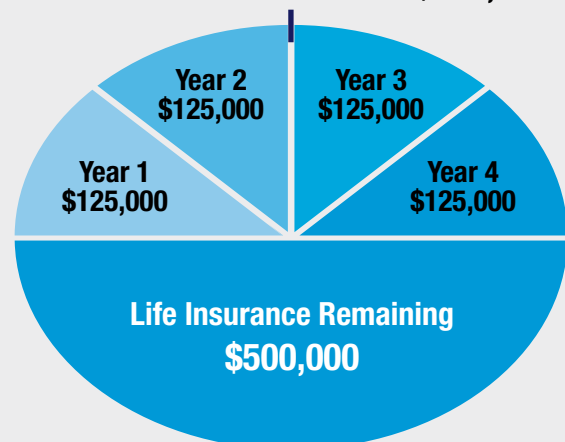 Year 1
$125,000
Year 2
$125,000
Year 3
$125,000
Year 4
$125,000
Life Insurance Remaining
$500,000